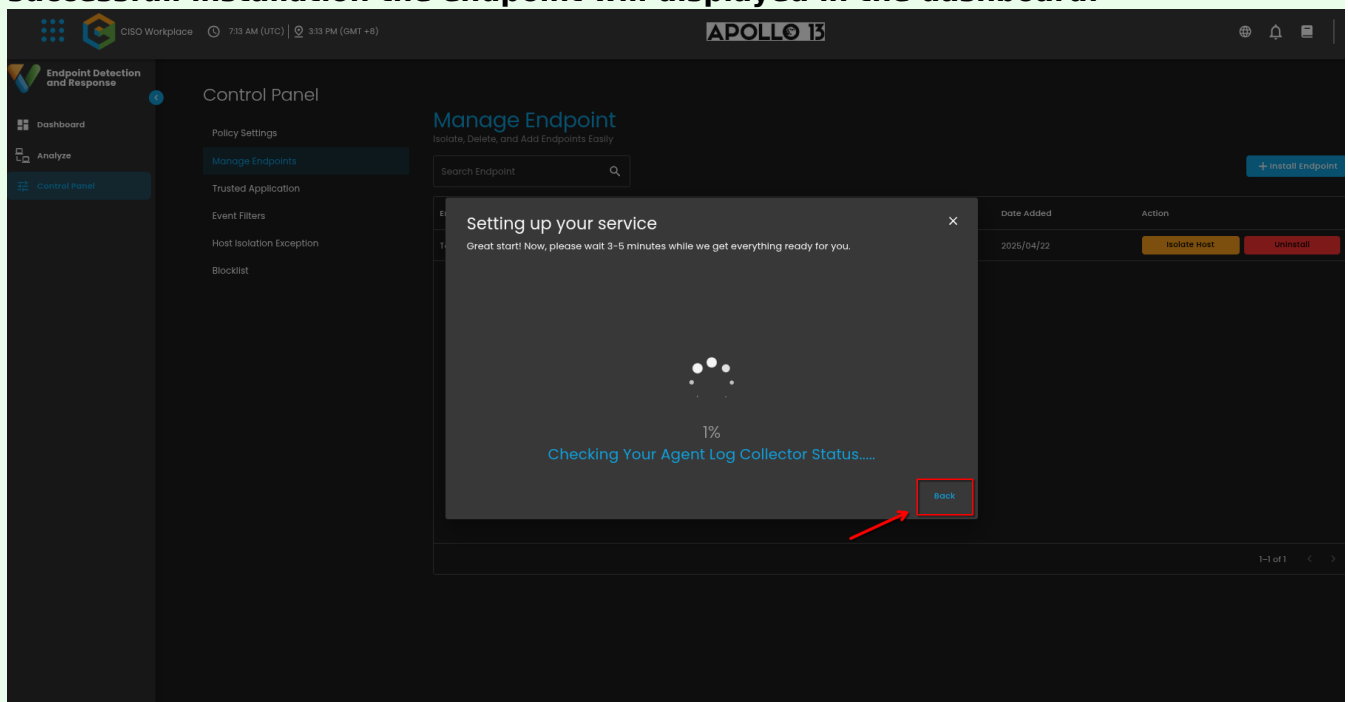 successful installation the endpoint will displayed in the dashboard.
CISO Workplace 7:13 AM (UTC) 3:13 PM (GMT +8)
APOLLO 13
Endpoint Detection
and Response
Dashboard
Analyze
Control Panel
Control Panel
Policy Settings
Manage Endpoints
Trusted Application
Event Filters
Host Isolation Exception
Blocklist
Manage Endpoint
Isolate, Delete, and Add Endpoints Easily
Search Endpoint
+ Install Endpoint
Date Added Action
2025/04/22 Isolate Host Uninstall
Setting up your service
Great start! Now, please wait 3-5 minutes while we get everything ready for you.
1%
Checking Your Agent Log Collector Status.....
Back
1-1 of 1